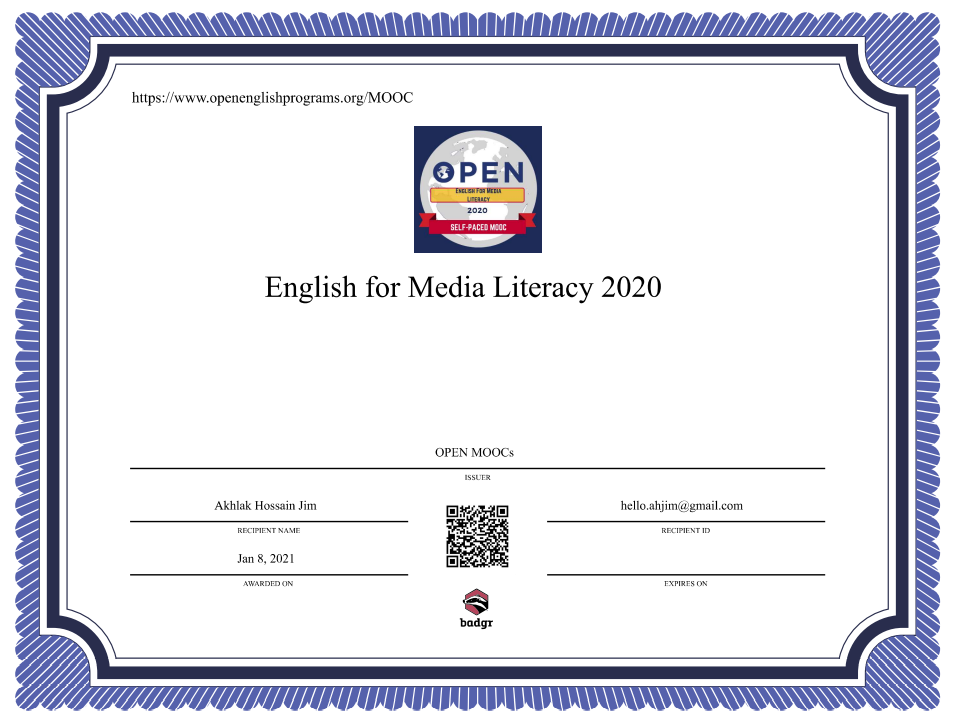 https://www.openenglishprograms.org/MOOC
OPEN
English For Media
Literacy
2020
SELF-PACED MOOC
English for Media Literacy 2020
OPEN MOOCs
ISSUER
Akhlak Hossain Jim
hello.ahjim@gmail.com
RECIPIENT NAME
RECIPIENT ID
Jan 8, 2021
AWARDED ON
EXPIRES ON
badgr